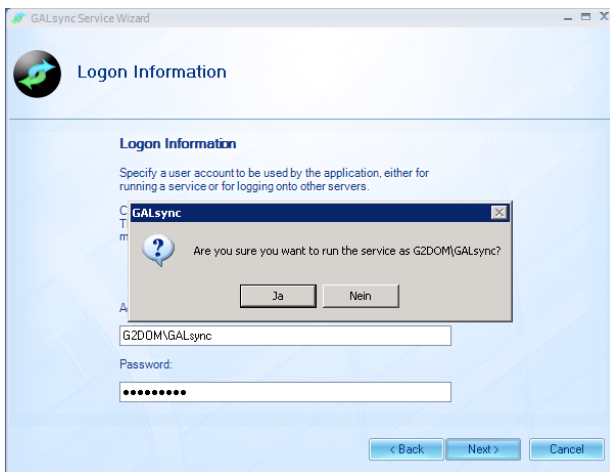 GALsync Service Wizard
Logon Information
Logon Information
Specify a user account to be used by the application, either for
running a service or for logging onto other servers.
GALsync
Are you sure you want to run the service as G2DOM\GALsync?
Ja
Nein
G2DOM\GALsync
Password:
•••••••••
< Back
Next >
Cancel